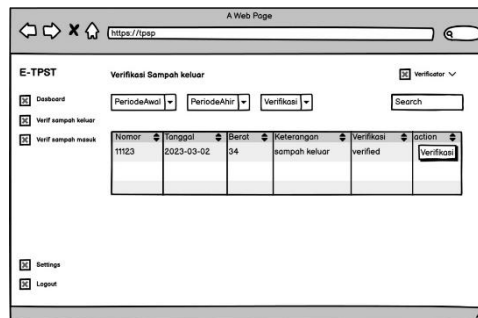 A Web Page
https://tpsp
E-TPST
Verifikasi Sampah keluar
Verificator
Dasboard
PeriodeAwal
PeriodeAhir
Verifikasi
Search
Verif sampah keluar
Verif sampah masuk
Nomor Tanggal Berat Keterangan Verifikasi action
11123 2023-03-02 34 sampah keluar verified Verifikasi
Settings
Logout